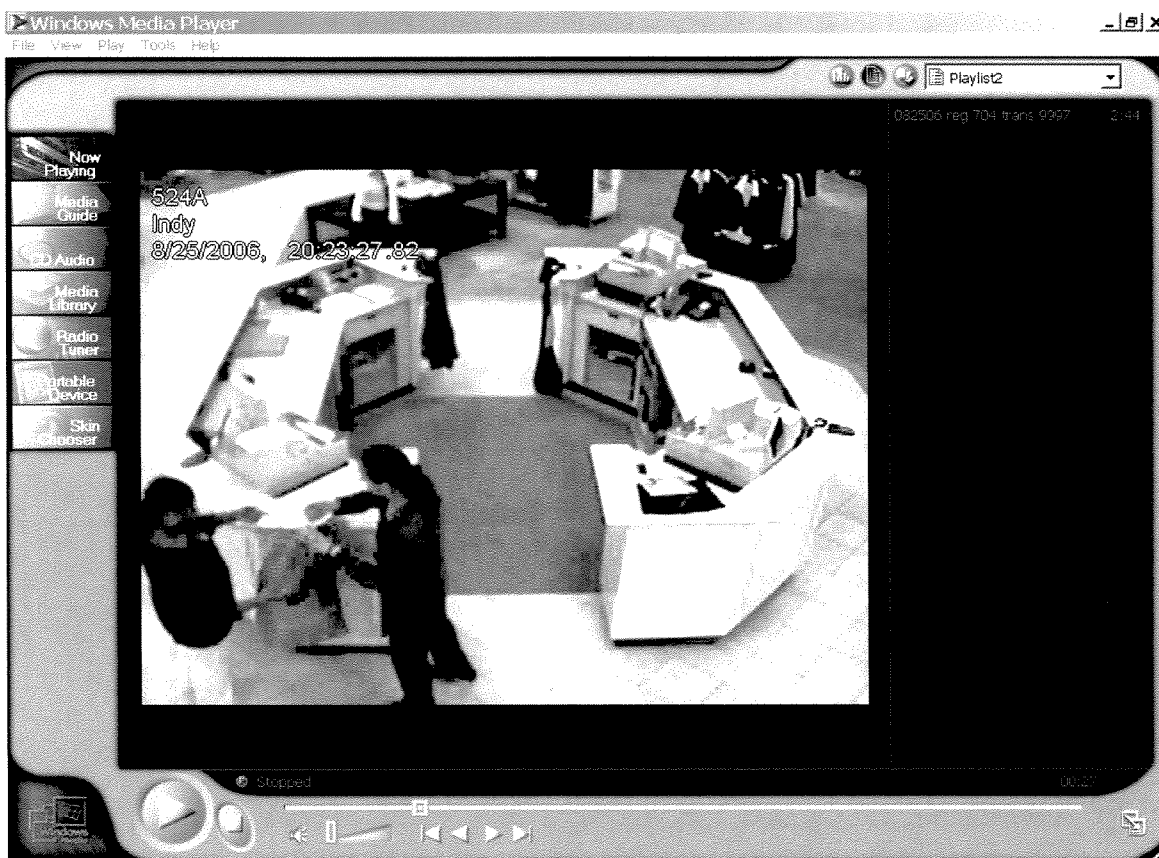 Windows Media Player
File View Play Tools Help
Playlist2
082506 reg 704 trans 9997 2:44
Now Playing
Media Guide
CD Audio
Media Library
Radio Tuner
Portable Device
Skin Chooser
524A
Indy
8/25/2006, 20:23:27.82
Stopped
00:27
Windows Media